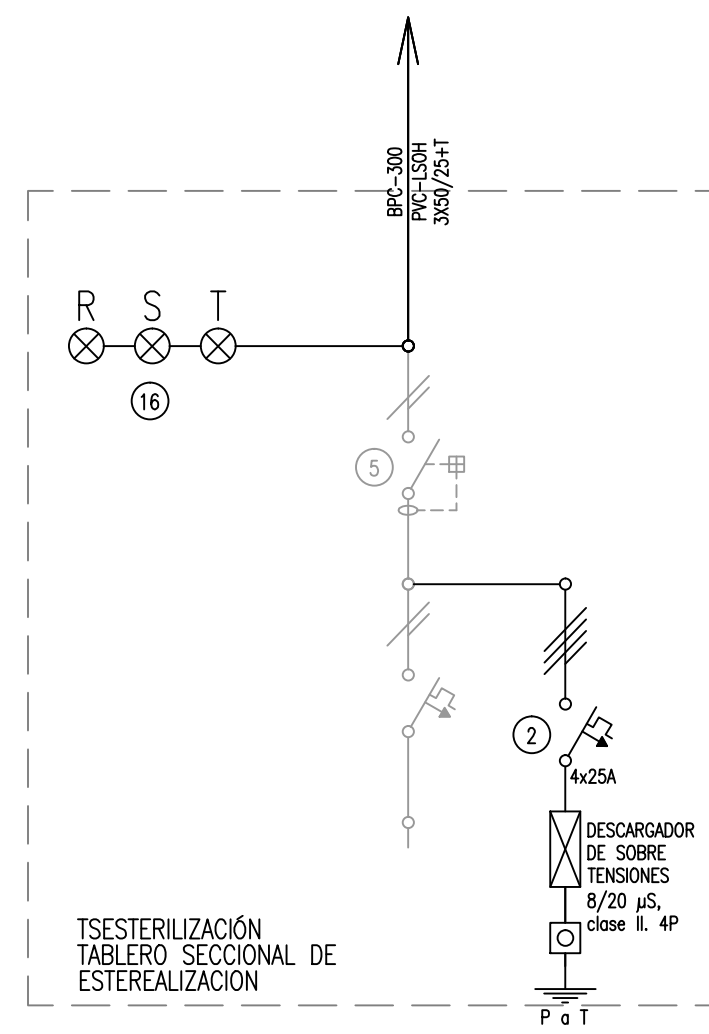 BPC-300
PVC-LSOH
3X50/25+T
R S T
16
5
2
4x25A
DESCARGADOR
DE SOBRE
TENSIONES
8/20 µS,
clase II. 4P
TSESTERILIZACIÓN
TABLERO SECCIONAL DE
ESTEREALIZACION
P a T